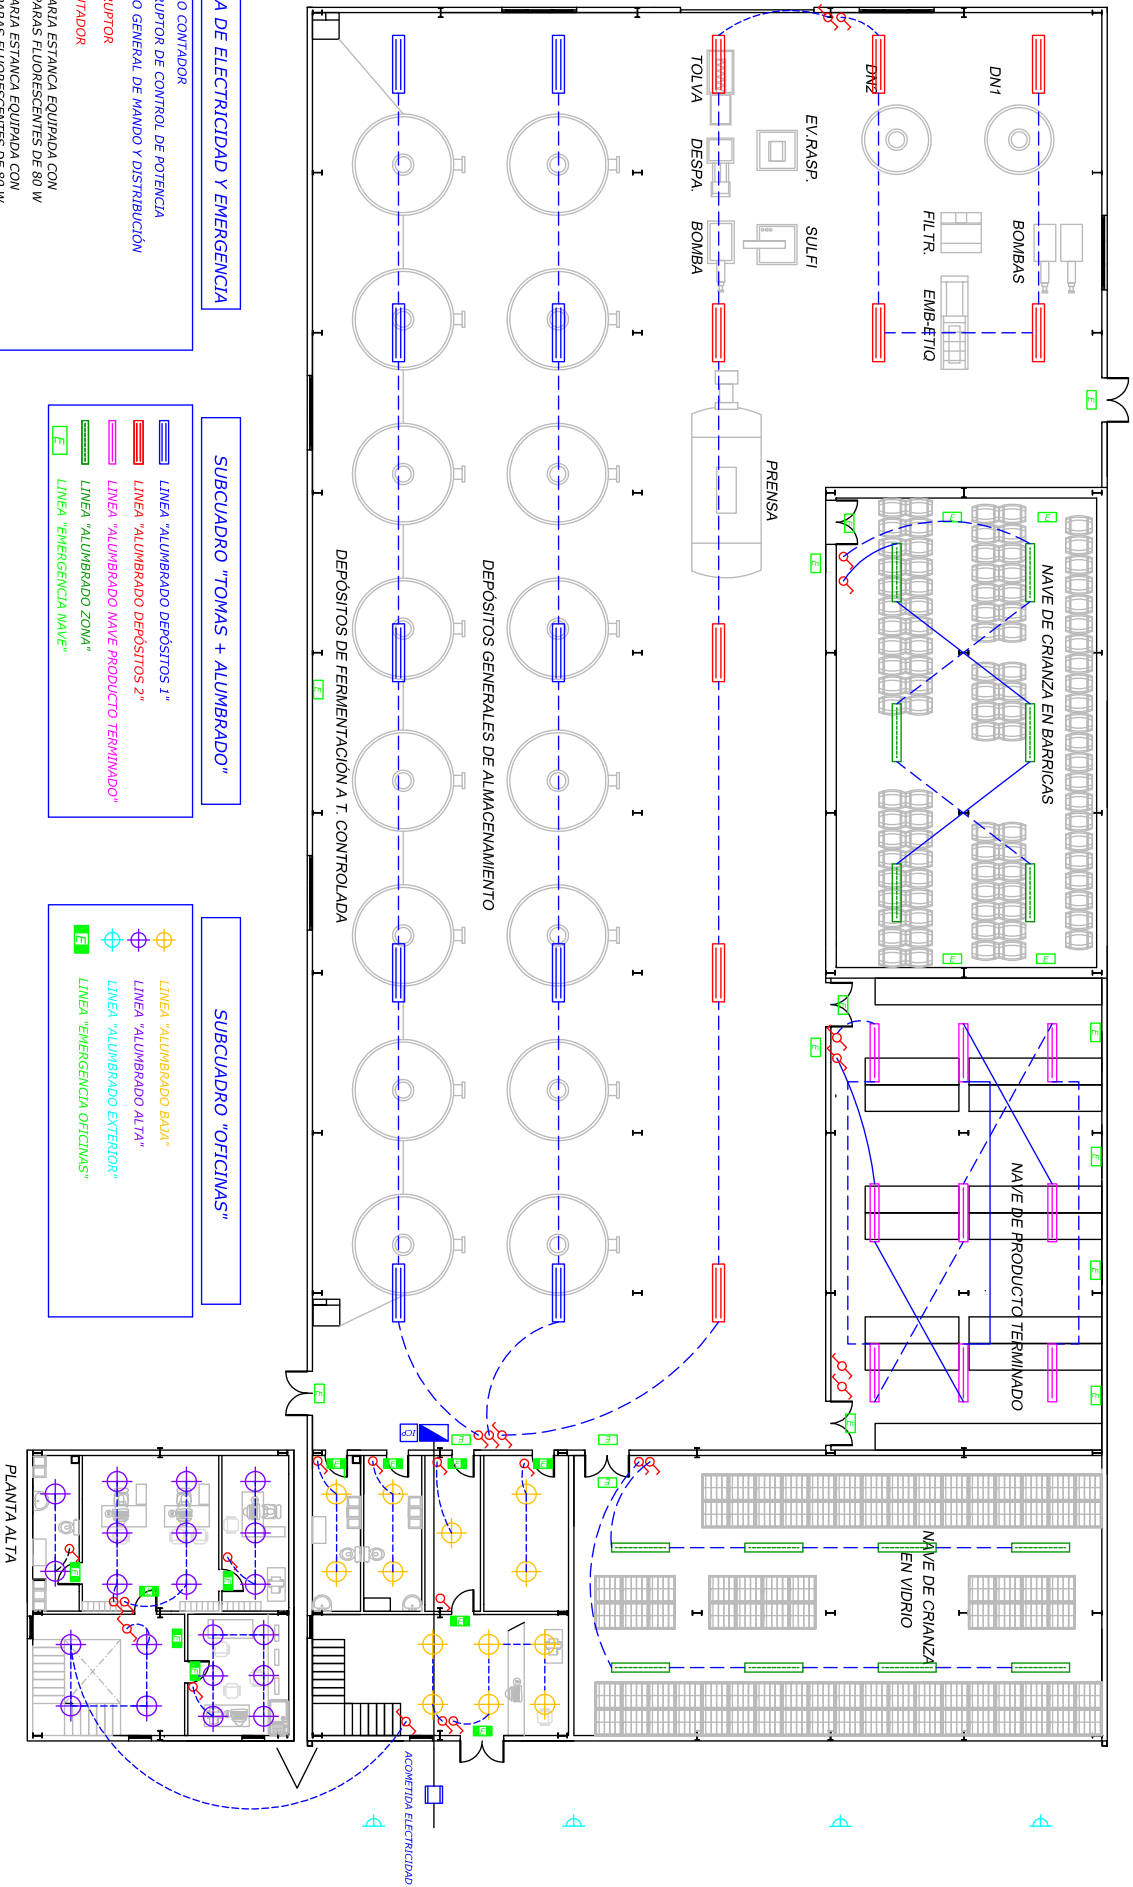 A DE ELECTRICIDAD Y EMERGENCIA
O CONTADOR
RUPTOR DE CONTROL DE POTENCIA
O GENERAL DE MANDO Y DISTRIBUCIÓN
RUPTOR
UTADOR
ARIA ESTANCA EQUIPADA CON
PARAS FLUORESCENTES DE 80 W
ARIA ESTANCA EQUIPADA CON
PARAS FLUORESCENTES DE 80 W
SUBCUADRO "TOMAS + ALUMBRADO"
LINEA "ALUMBRADO DEPÓSITOS 1"
LINEA "ALUMBRADO DEPÓSITOS 2"
LINEA "ALUMBRADO NAVE PRODUCTO TERMINADO"
LINEA "ALUMBRADO ZONA"
E LINEA "EMERGENCIA NAVE"
SUBCUADRO "OFICINAS"
LINEA "ALUMBRADO BAJA"
LINEA "ALUMBRADO ALTA"
LINEA "ALUMBRADO EXTERIOR"
E LINEA "EMERGENCIA OFICINAS"
DN1
DN2
BOMBAS
FILTR.
EMB-ETIQ
EV.RASP.
SULFI
TOLVA
DESPA.
BOMBA
PRENSA
NAVE DE CRIANZA EN BARRICAS
NAVE DE PRODUCTO TERMINADO
NAVE DE CRIANZA
EN VIDRIO
DEPÓSITOS GENERALES DE ALMACENAMIENTO
DEPÓSITOS DE FERMENTACIÓN A T. CONTROLADA
ICP
ACOMETIDA ELECTRICIDAD
PLANTA ALTA